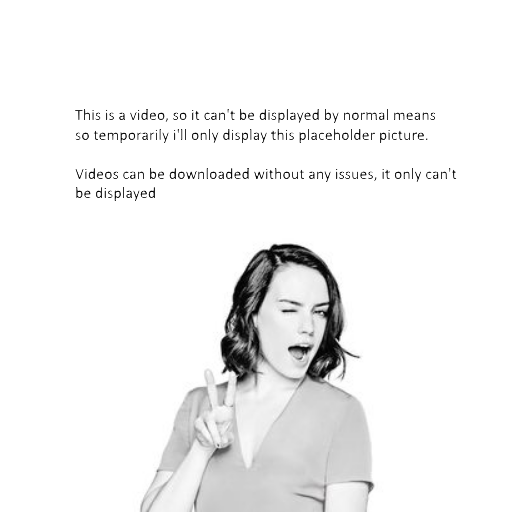 This is a video, so it can't be displayed by normal means
so temporarily i'll only display this placeholder picture.
Videos can be downloaded without any issues, it only can't
be displayed